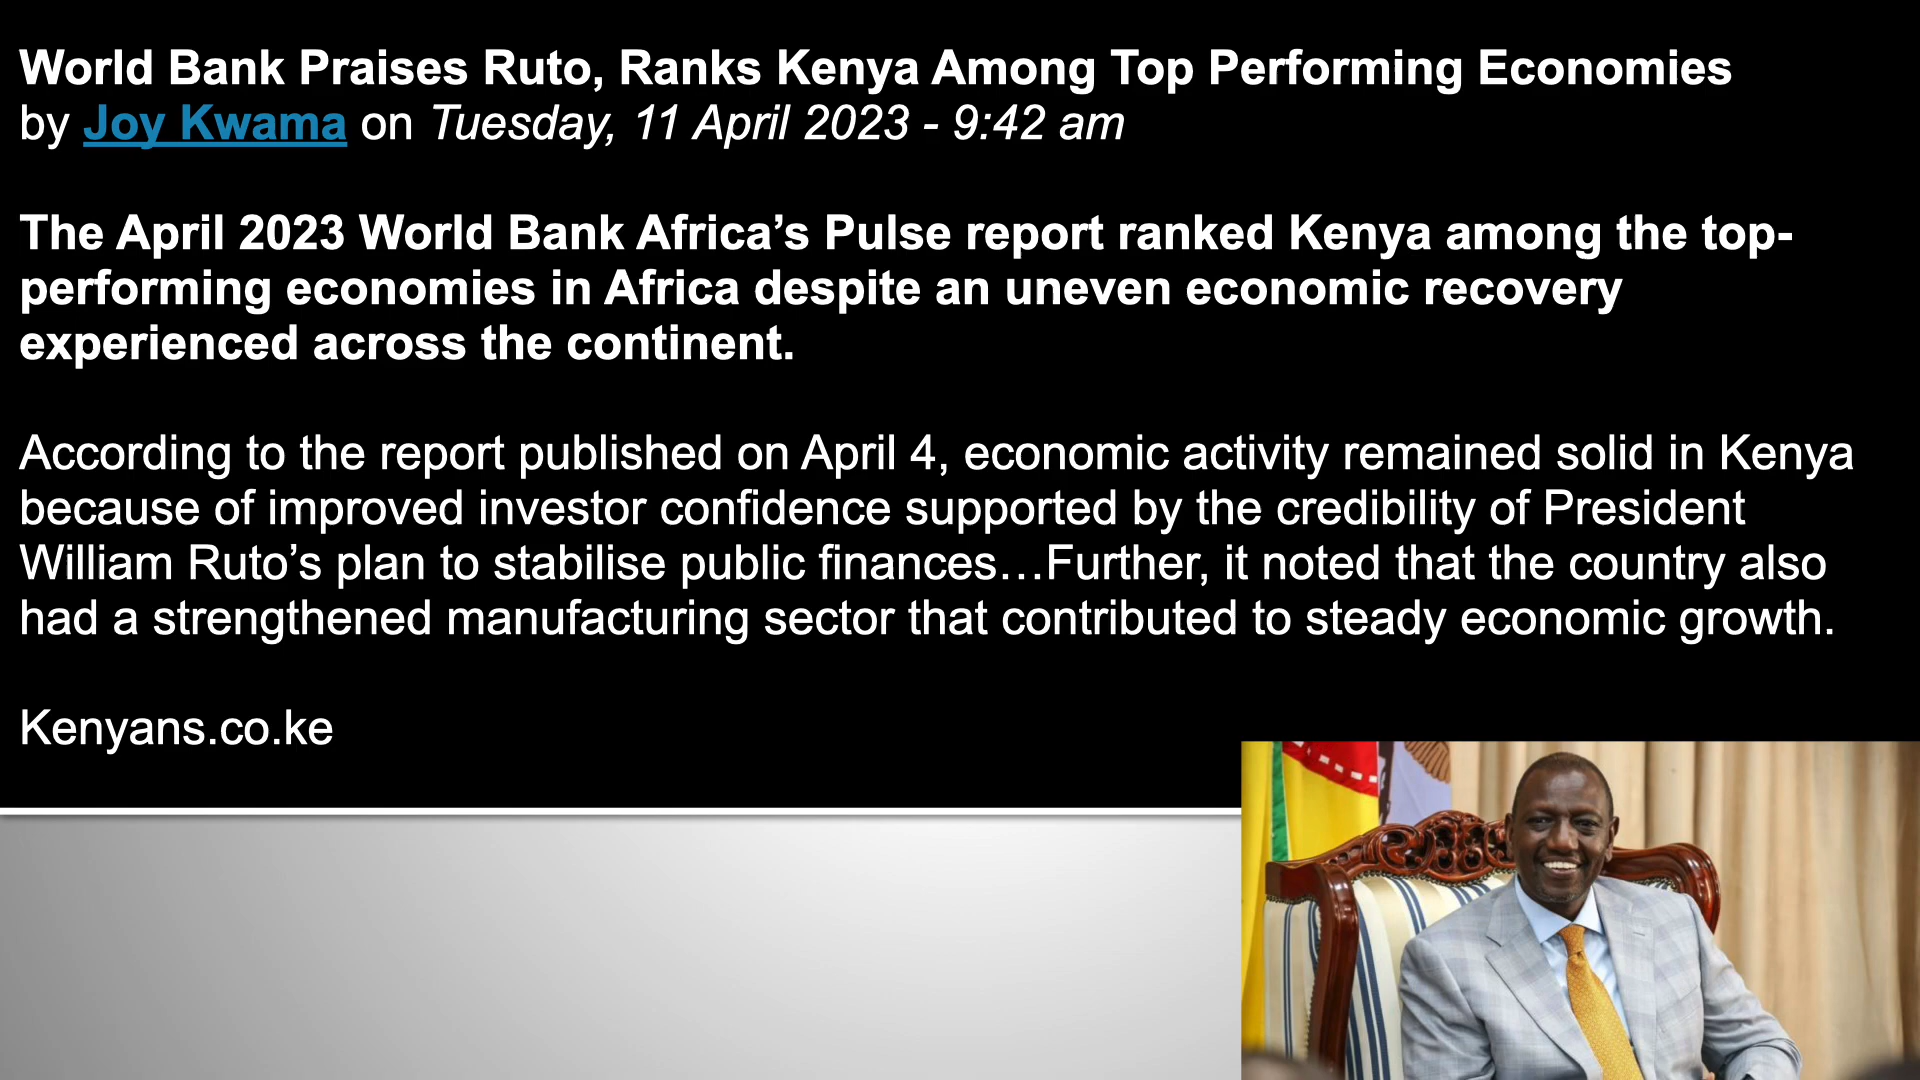 World Bank Praises Ruto, Ranks Kenya Among Top Performing Economies
by Joy Kwama on Tuesday, 11 April 2023 - 9:42 am
The April 2023 World Bank Africa’s Pulse report ranked Kenya among the top-
performing economies in Africa despite an uneven economic recovery
experienced across the continent.
According to the report published on April 4, economic activity remained solid in Kenya
because of improved investor confidence supported by the credibility of President
William Ruto’s plan to stabilise public finances…Further, it noted that the country also
had a strengthened manufacturing sector that contributed to steady economic growth.
Kenyans.co.ke